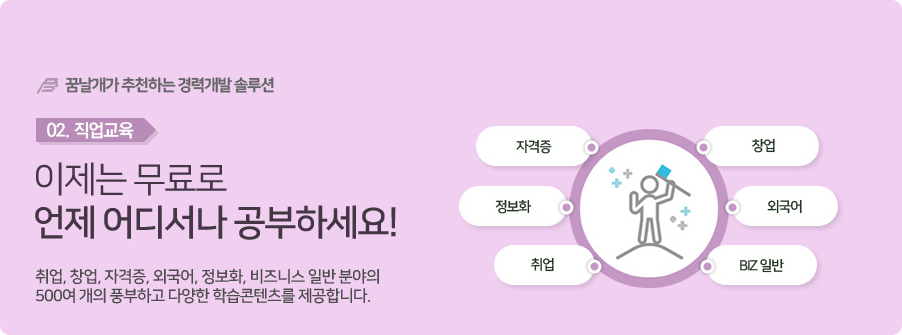 꿈날개가 추천하는 경력개발 솔루션
02. 직업교육
이제는 무료로
언제 어디서나 공부하세요!
취업, 창업, 자격증, 외국어, 정보화, 비즈니스 일반 분야의
500여 개의 풍부하고 다양한 학습콘텐츠를 제공합니다.
자격증
창업
정보화
외국어
취업
BIZ 일반